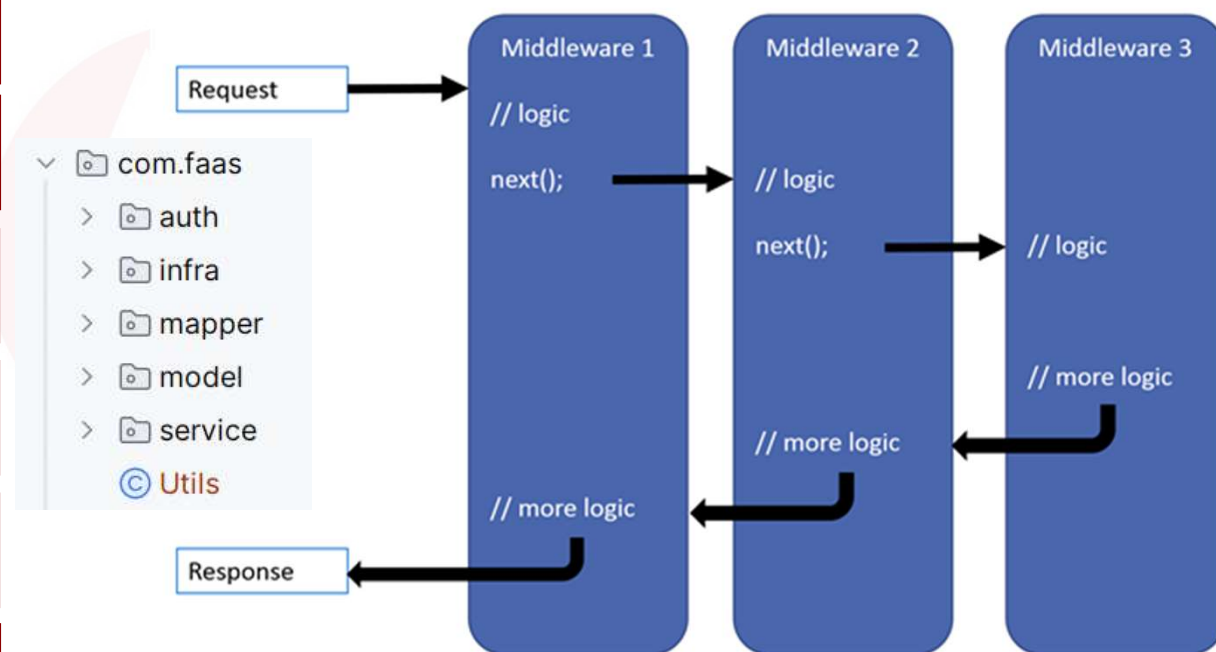 Request
com.faas
auth
infra
mapper
model
service
C Utils
Response
Middleware 1
// logic
next();
// more logic
Middleware 2
// logic
next();
// more logic
Middleware 3
// logic
// more logic